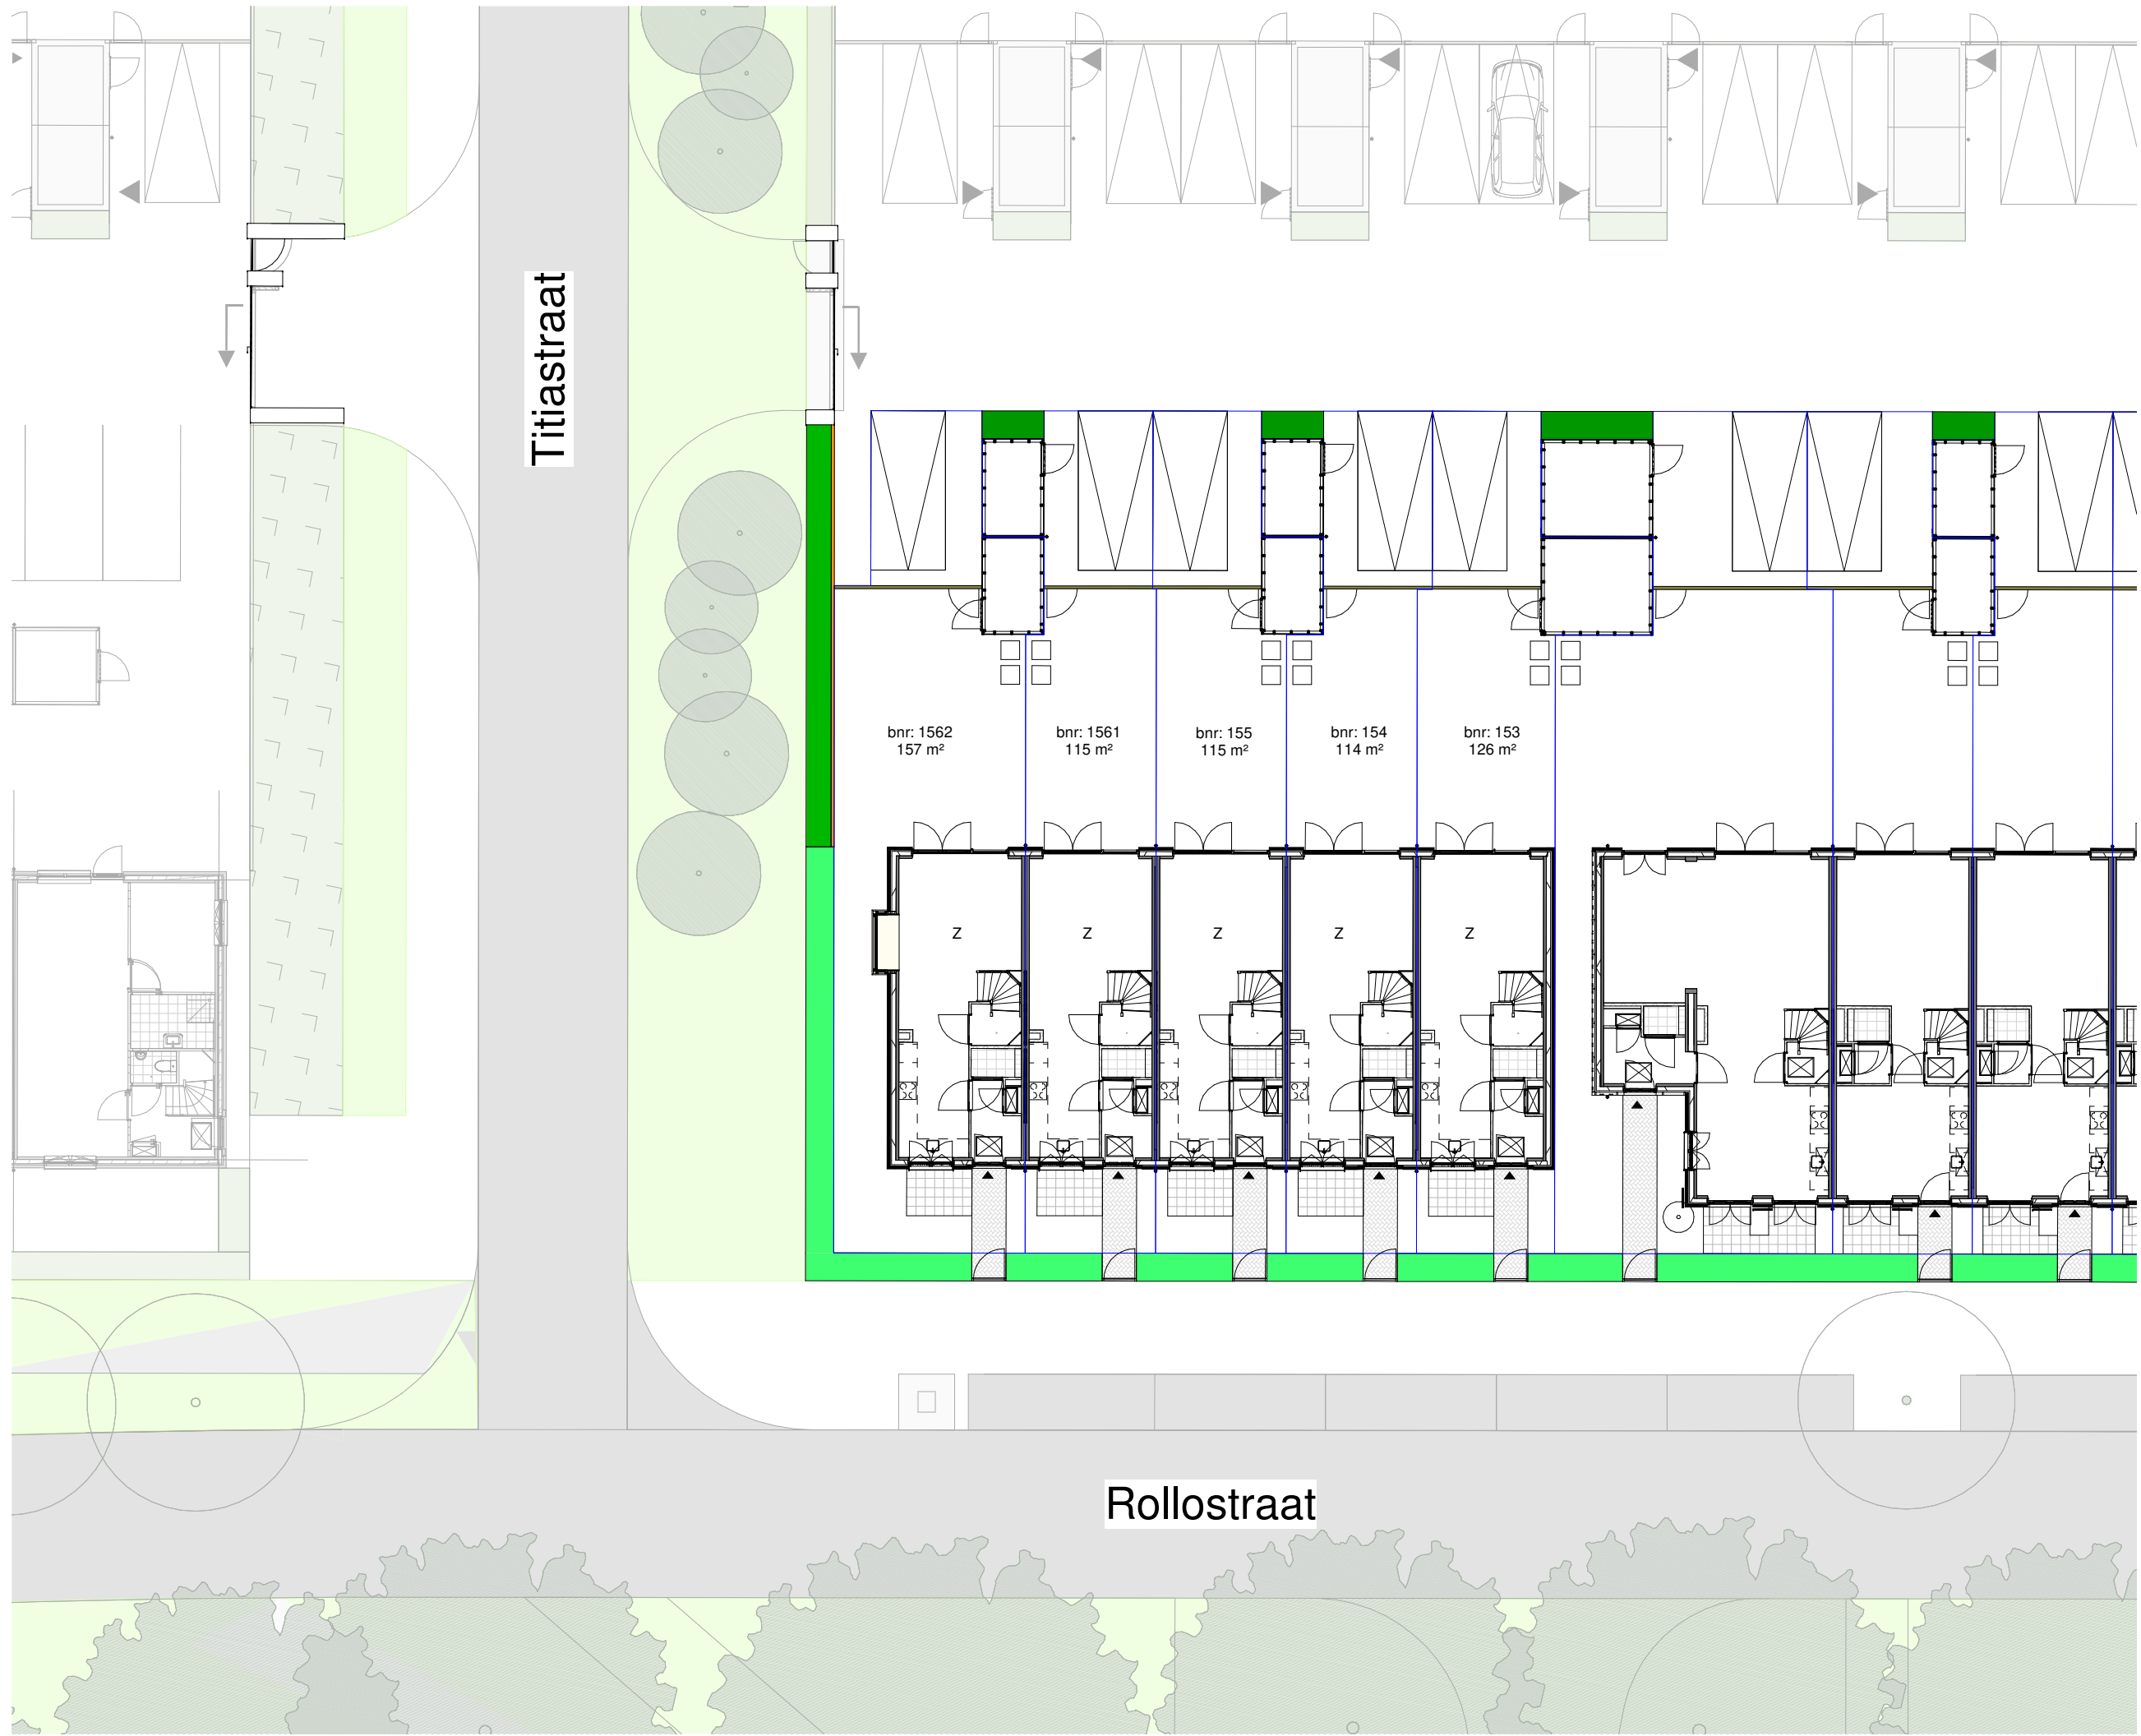 Titiastraat
bnr: 1562
157 m²
bnr: 1561
115 m²
bnr: 155
115 m²
bnr: 154
114 m²
bnr: 153
126 m²
Z
Z
Z
Z
Z
Rollostraat